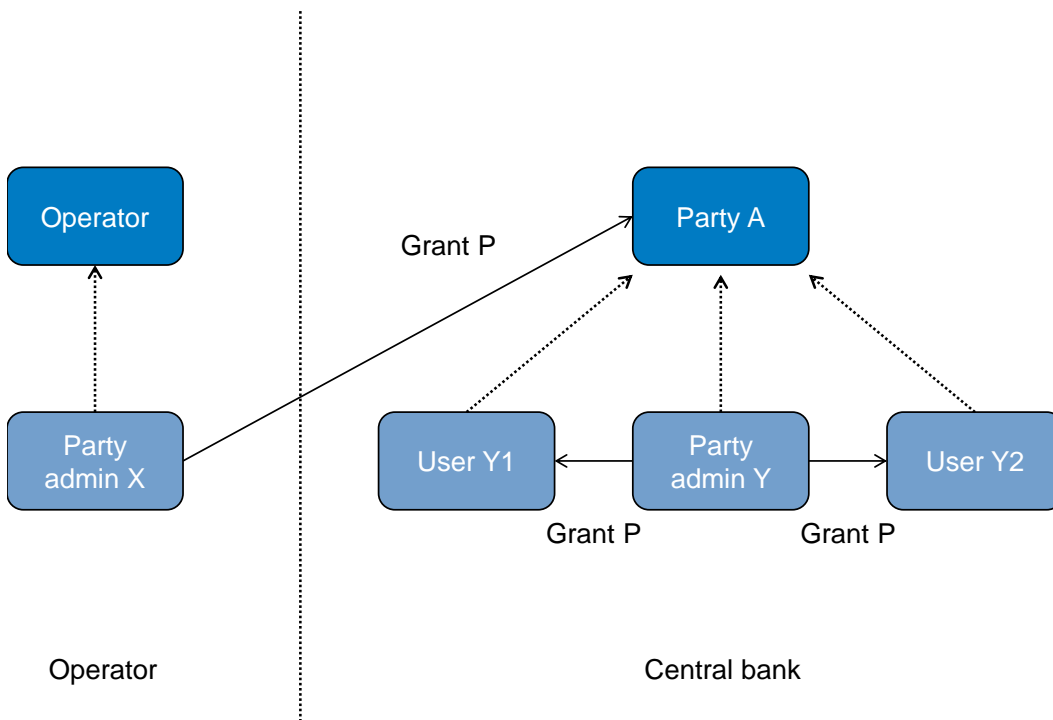 Operator
Party A
Grant P
Party
admin X
User Y1
Party
admin Y
User Y2
Grant P
Grant P
Operator
Central bank